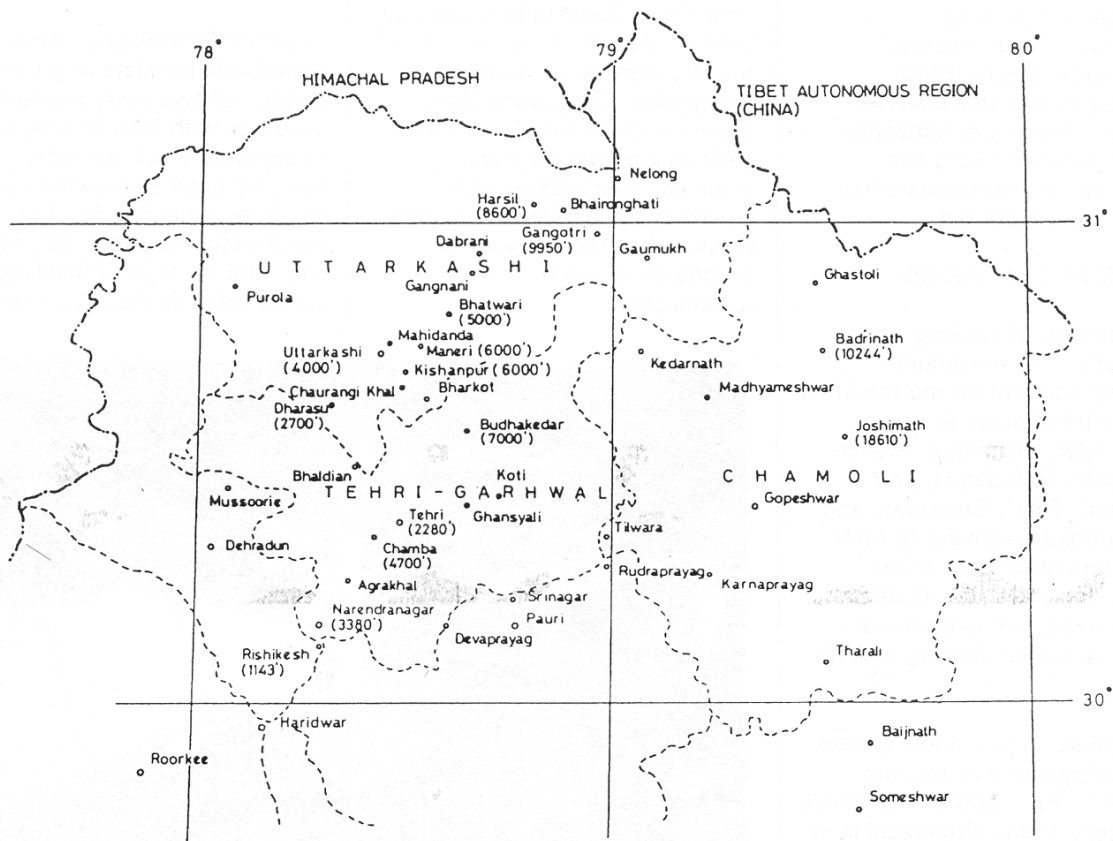 78°
79°
80°
HIMACHAL PRADESH
TIBET AUTONOMOUS REGION
(CHINA)
Nelong
Harsil
(8600')
Bhaironghati
31°
Gangotri
(9950')
Gaumukh
Dabrani
UTTARKASHI
Gangnani
Ghastoli
Purola
Bhatwari
(5000')
Mahidanda
Maneri (6000')
Uttarkashi
(4000')
Kishanpur (6000')
Kedarnath
Badrinath
(10244')
Chaurangi Khal
Bharkot
Madhyameshwar
Dharasu
(2700')
Budhakedar
(7000')
Joshimath
(18610')
Bhaldian
Koti
CHAMOLI
Mussoorie
TEHRI-GARHWAL
Ghansyali
Gopeshwar
Tehri
(2280')
Tilwara
Dehradun
Chamba
(4700')
Rudraprayag
Karnaprayag
Agrakhal
Srinagar
Narendranagar
(3380')
Pauri
Devaprayag
Rishikesh
(1143')
Tharali
30°
Haridwar
Baijnath
Roorkee
Someshwar